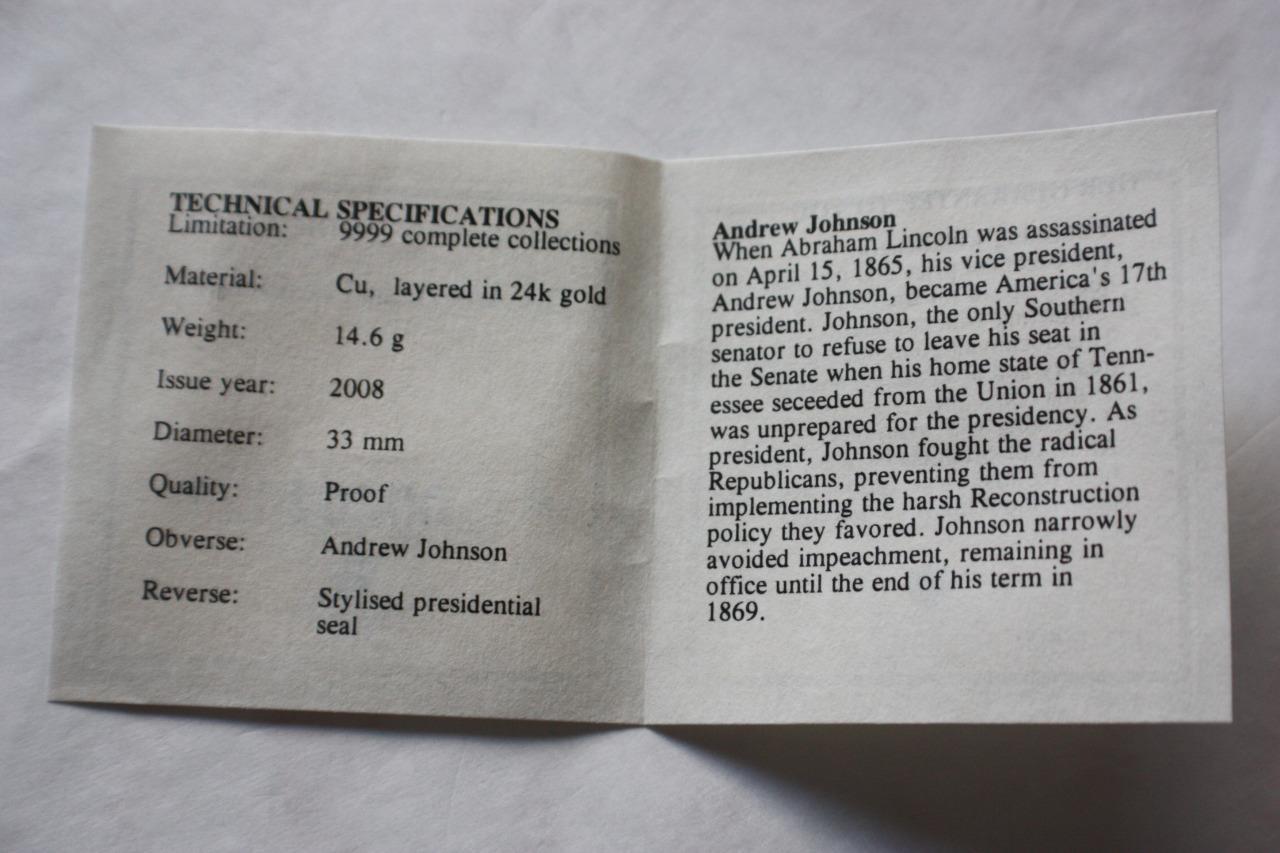 TECHNICAL SPECIFICATIONS
Limitation: 9999 complete collections
Material: Cu, layered in 24k gold
Weight: 14.6 g
Issue year: 2008
Diameter: 33 mm
Quality: Proof
Obverse: Andrew Johnson
Reverse: Stylised presidential
seal
Andrew Johnson
When Abraham Lincoln was assassinated
on April 15, 1865, his vice president,
Andrew Johnson, became America's 17th
president. Johnson, the only Southern
senator to refuse to leave his seat in
the Senate when his home state of Tenn-
essee seceeded from the Union in 1861,
was unprepared for the presidency. As
president, Johnson fought the radical
Republicans, preventing them from
implementing the harsh Reconstruction
policy they favored. Johnson narrowly
avoided impeachment, remaining in
office until the end of his term in
1869.